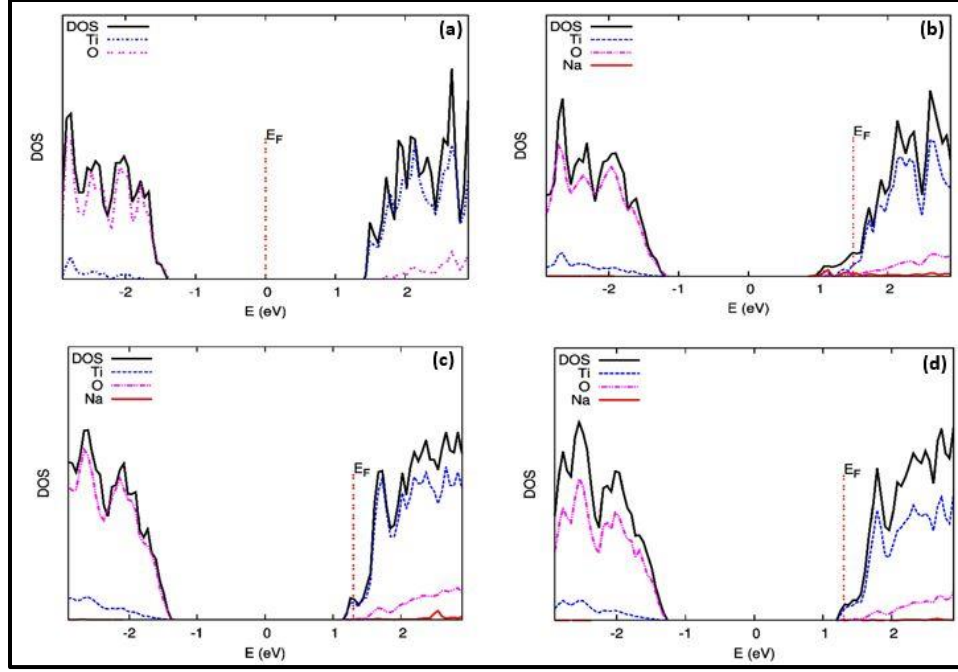 (a)
DOS
Ti
O
E_F
DOS
-2
-1
0
1
2
E (eV)
(b)
DOS
Ti
O
Na
E_F
DOS
-2
-1
0
1
2
E (eV)
(c)
DOS
Ti
O
Na
E_F
DOS
-2
-1
0
1
2
E (eV)
(d)
DOS
Ti
O
Na
E_F
DOS
-2
-1
0
1
2
E (eV)